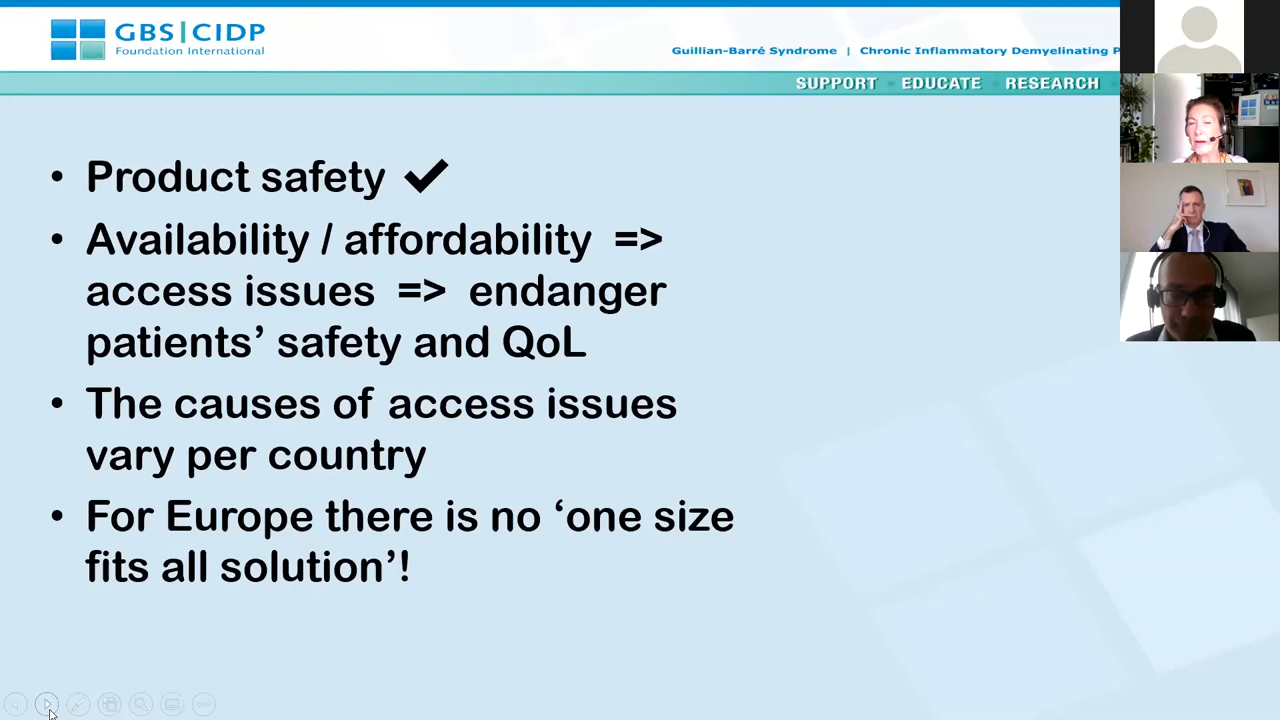 GBS|CIDP
Foundation International
Guillian-Barré Syndrome | Chronic Inflammatory Demyelinating P
SUPPORT EDUCATE RESEARCH
• Product safety ✔
• Availability / affordability =>
access issues => endanger
patients’ safety and QoL
• The causes of access issues
vary per country
• For Europe there is no ‘one size
fits all solution’!